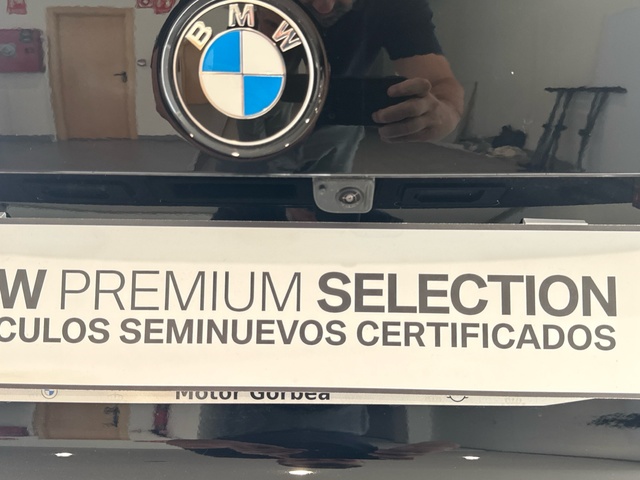 BMW
W PREMIUM SELECTION
CULOS SEMINUEVOS CERTIFICADOS
Motor Gorbea